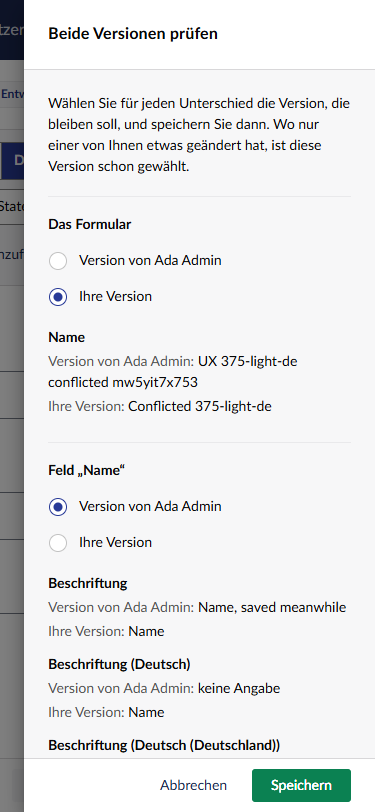 Beide Versionen prüfen
Wählen Sie für jeden Unterschied die Version, die
bleiben soll, und speichern Sie dann. Wo nur
einer von Ihnen etwas geändert hat, ist diese
Version schon gewählt.
Das Formular
Version von Ada Admin
Ihre Version
Name
Version von Ada Admin: UX 375-light-de
conflicted mw5yit7x753
Ihre Version: Conflicted 375-light-de
Feld „Name“
Version von Ada Admin
Ihre Version
Beschriftung
Version von Ada Admin: Name, saved meanwhile
Ihre Version: Name
Beschriftung (Deutsch)
Version von Ada Admin: keine Angabe
Ihre Version: Name
Beschriftung (Deutsch (Deutschland))
Abbrechen
Speichern